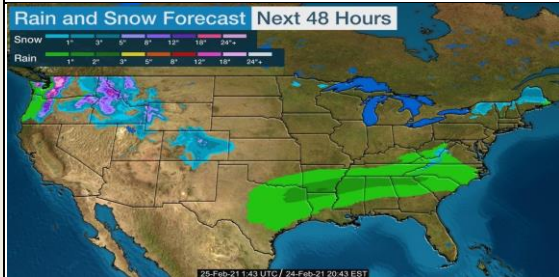 Rain and Snow Forecast Next 48 Hours
Snow 1" 3" 5" 8" 12" 18" 24"+
Rain 1" 2" 3" 5" 8" 12" 18" 24"+
25-Feb-21 1:43 UTC / 24-Feb-21 20:43 EST